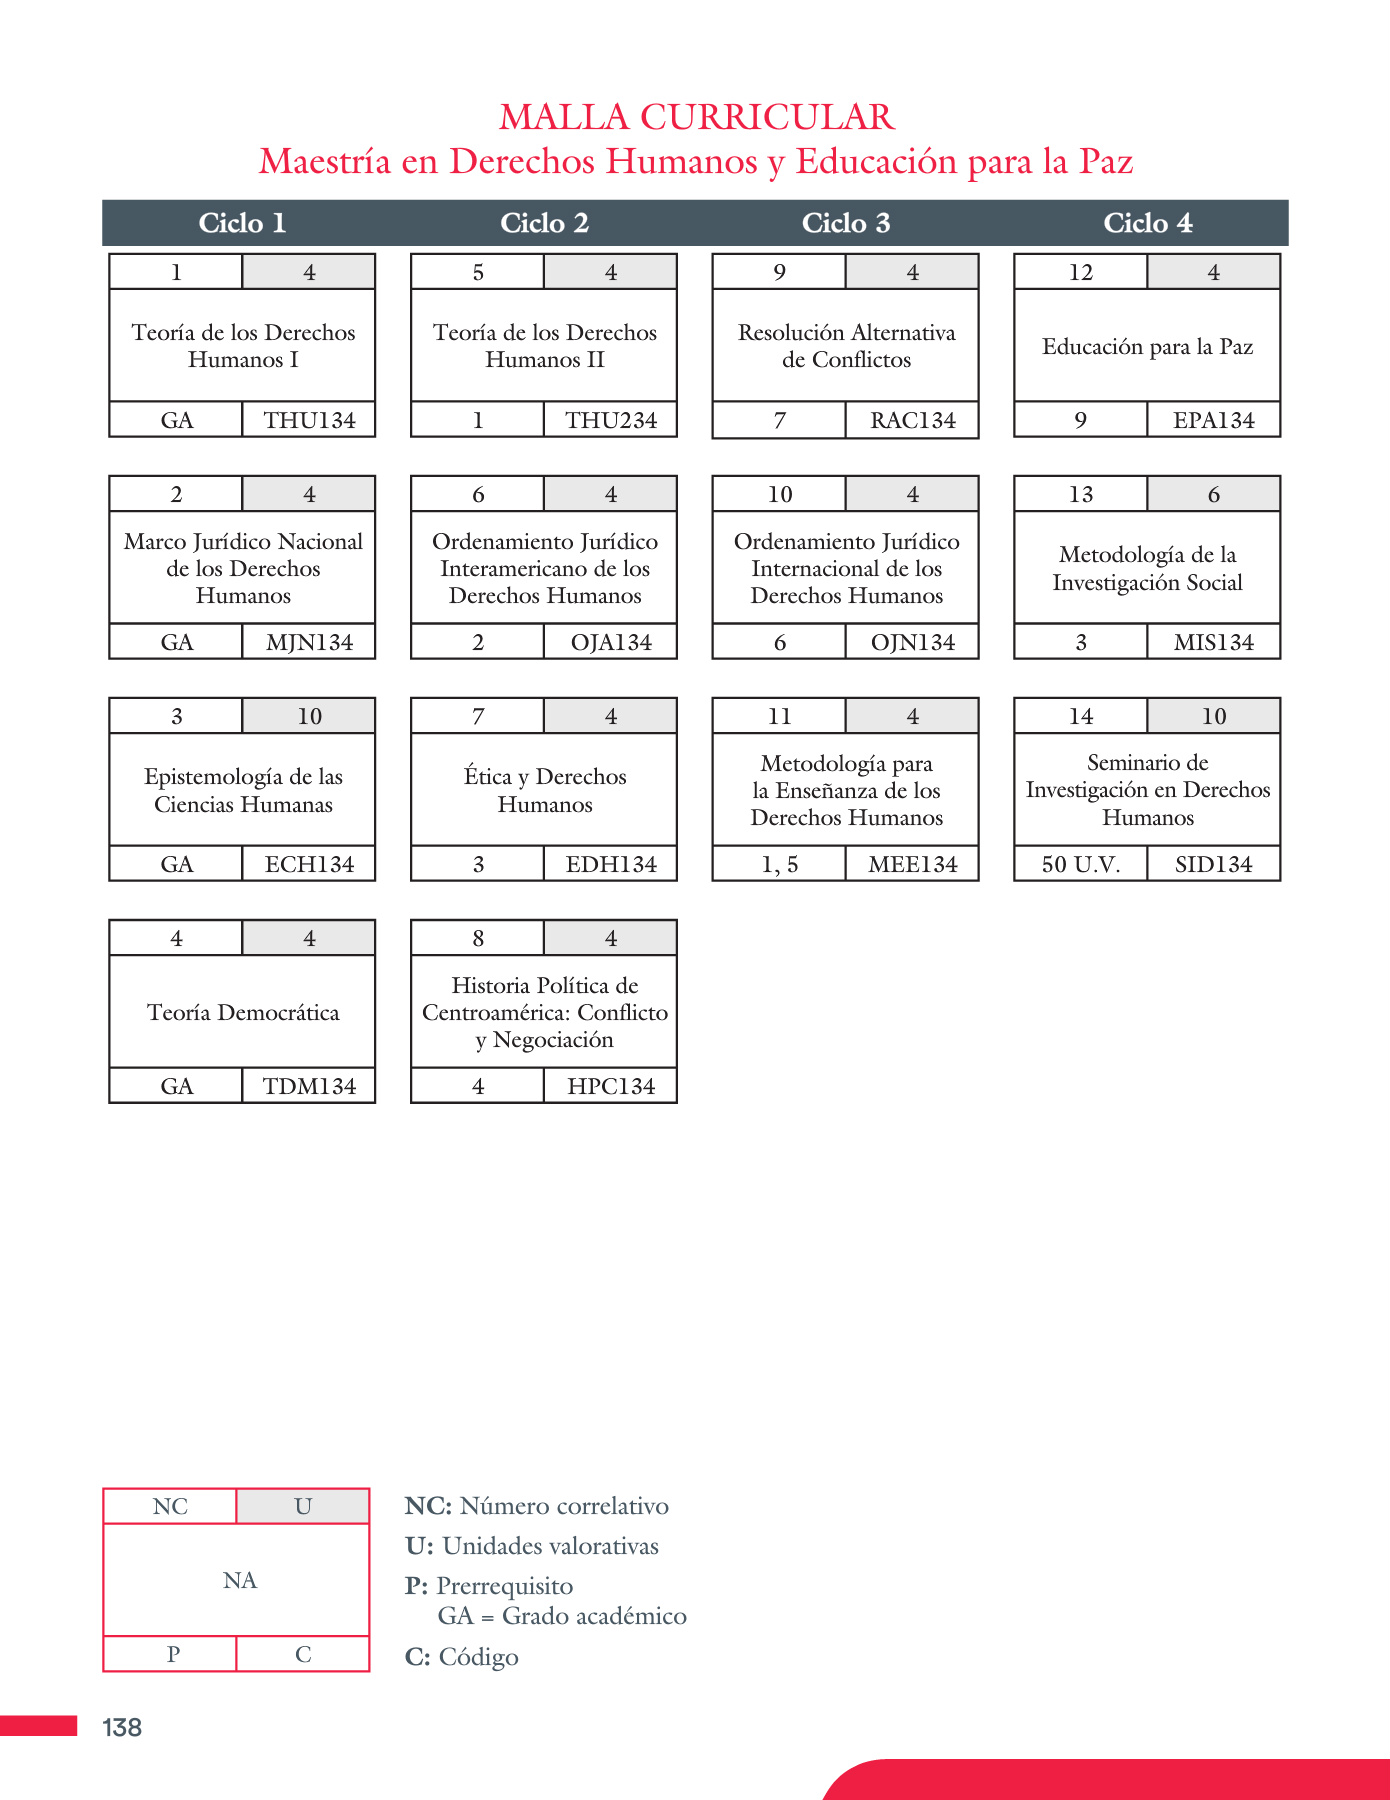 MALLA CURRICULAR
Maestría en Derechos Humanos y Educación para la Paz
Ciclo 1 Ciclo 2 Ciclo 3 Ciclo 4
1 4
Teoría de los Derechos
Humanos I
GA THU134
5 4
Teoría de los Derechos
Humanos II
1 THU234
9 4
Resolución Alternativa
de Conflictos
7 RAC134
12 4
Educación para la Paz
9 EPA134
2 4
Marco Jurídico Nacional
de los Derechos
Humanos
GA MJN134
6 4
Ordenamiento Jurídico
Interamericano de los
Derechos Humanos
2 OJA134
10 4
Ordenamiento Jurídico
Internacional de los
Derechos Humanos
6 OJN134
13 6
Metodología de la
Investigación Social
3 MIS134
3 10
Epistemología de las
Ciencias Humanas
GA ECH134
7 4
Ética y Derechos
Humanos
3 EDH134
11 4
Metodología para
la Enseñanza de los
Derechos Humanos
1, 5 MEE134
14 10
Seminario de
Investigación en Derechos
Humanos
50 U.V. SID134
4 4
Teoría Democrática
GA TDM134
8 4
Historia Política de
Centroamérica: Conflicto
y Negociación
4 HPC134
NC U
NA
P C
NC: Número correlativo
U: Unidades valorativas
P: Prerrequisito
GA = Grado académico
C: Código
138